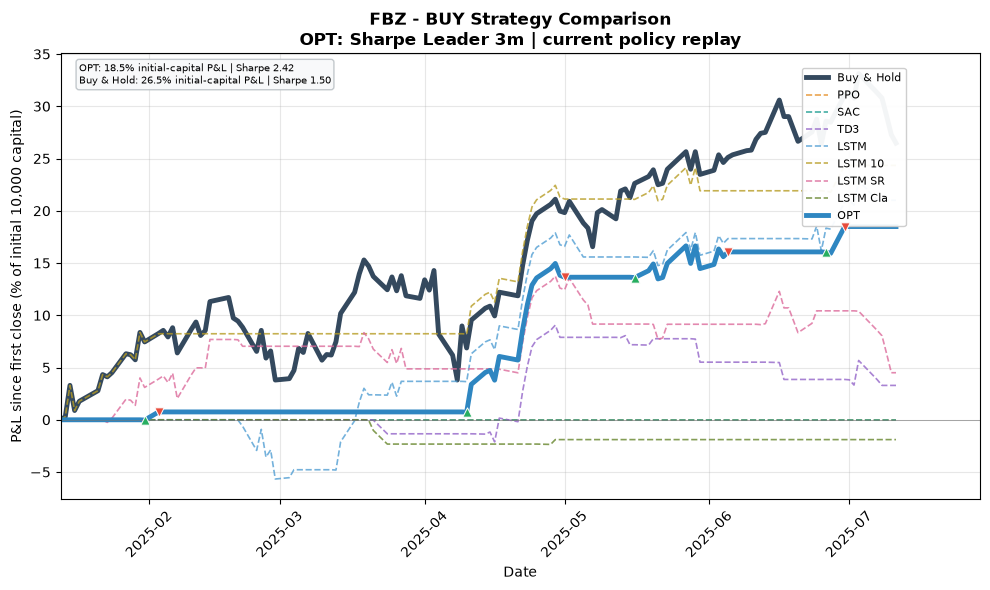 FBZ - BUY Strategy Comparison
OPT: Sharpe Leader 3m | current policy replay
OPT: 18.5% initial-capital P&L | Sharpe 2.42
Buy & Hold: 26.5% initial-capital P&L | Sharpe 1.50
Buy & Hold
PPO
SAC
TD3
LSTM
LSTM 10
LSTM SR
LSTM Cla
OPT
P&L since first close (% of initial 10,000 capital)
35
30
25
20
15
10
5
0
−5
2025-02
2025-03
2025-04
2025-05
2025-06
2025-07
Date